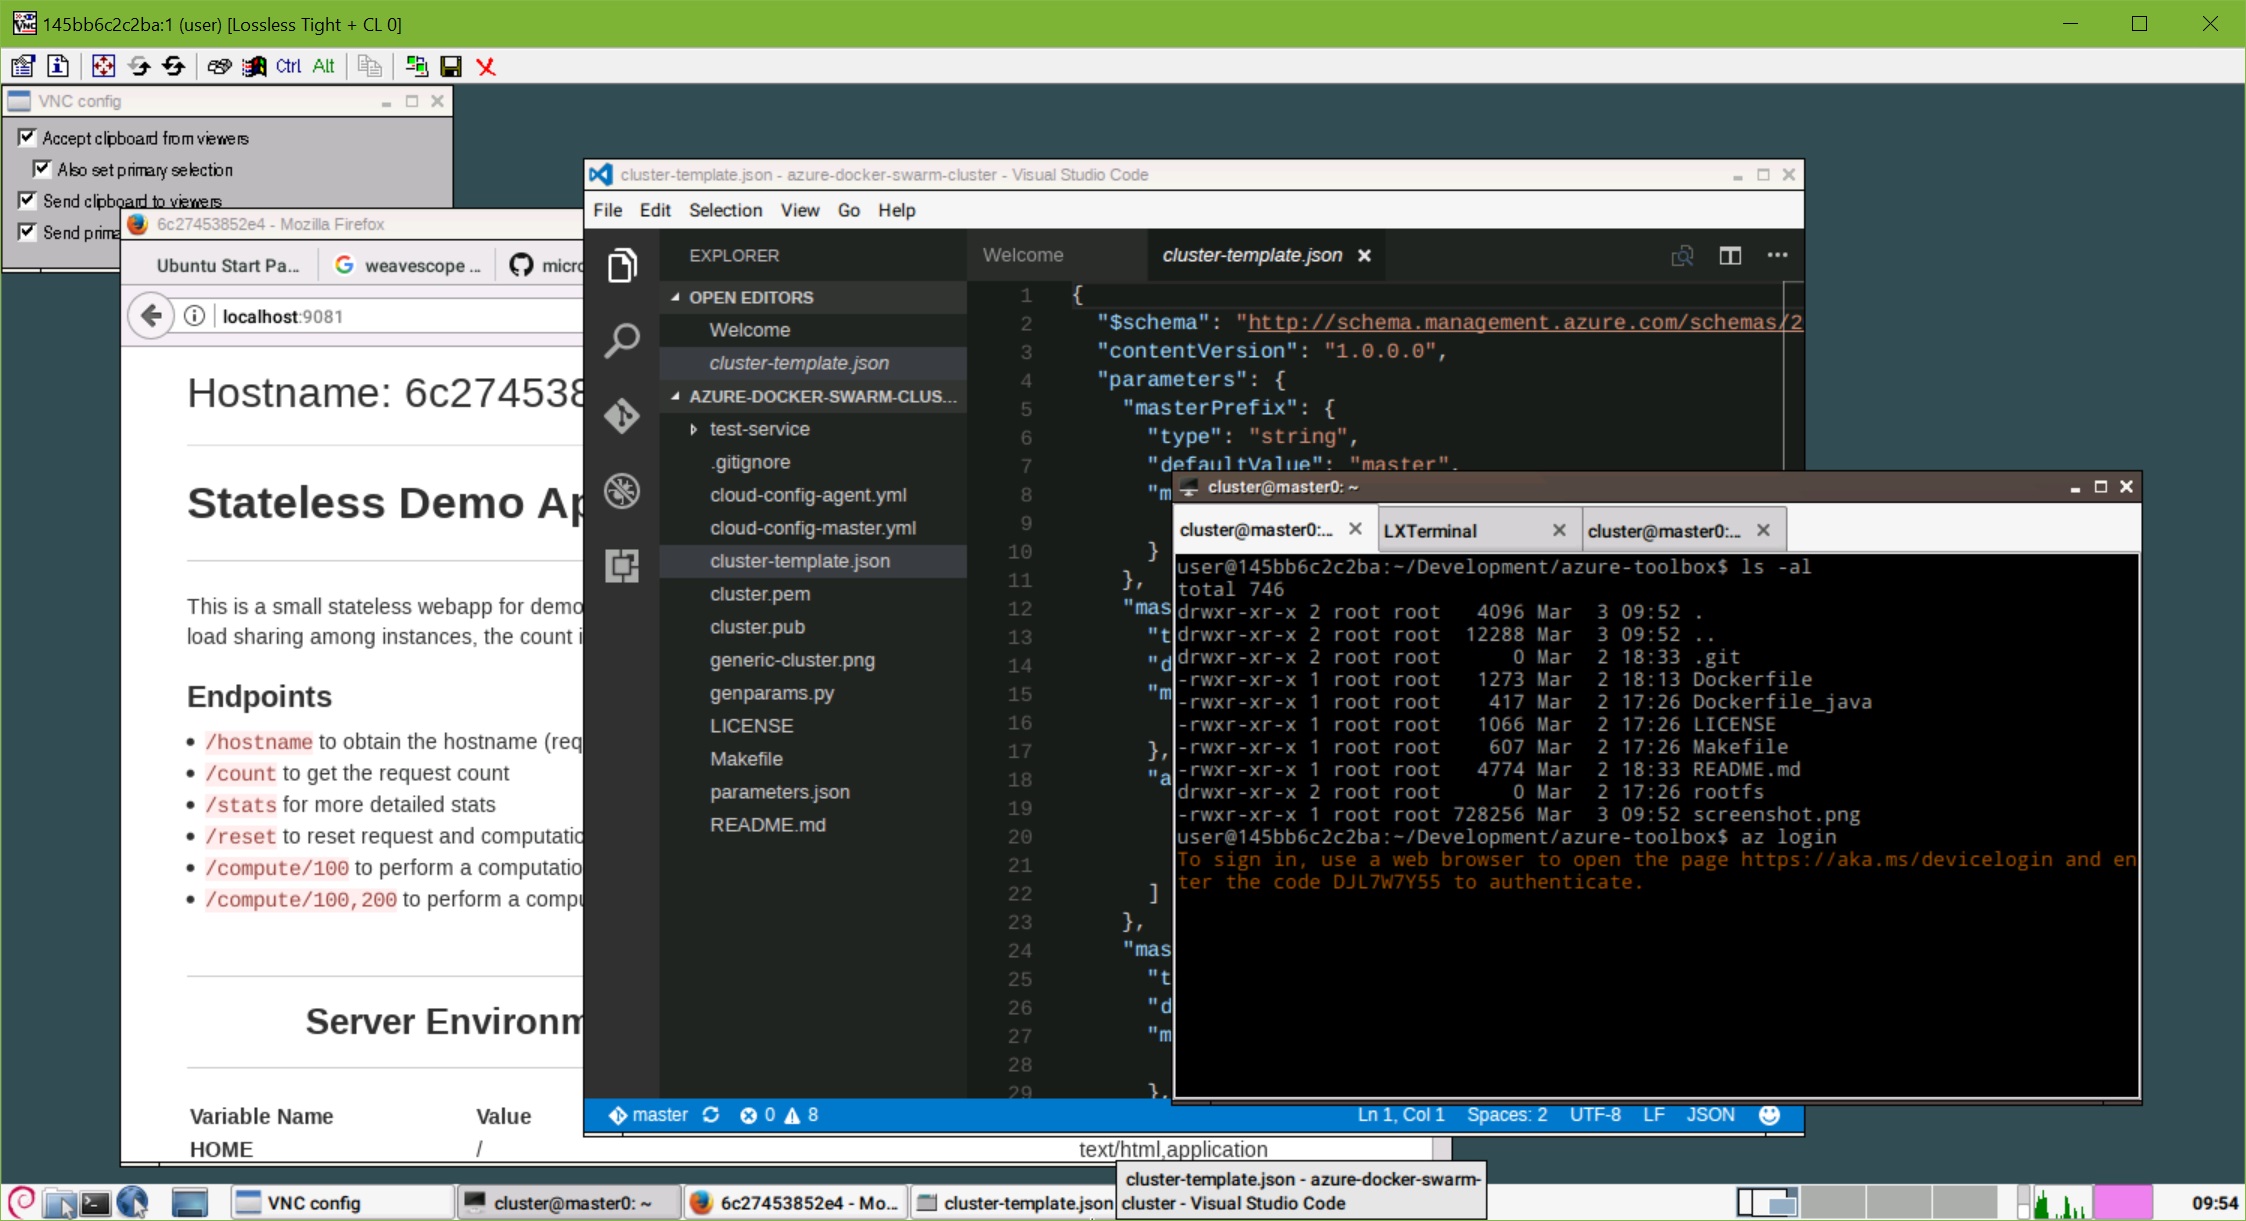 145bb6c2c2ba:1 (user) [Lossless Tight + CL 0]
Ctrl Alt
VNC config
Accept clipboard from viewers
Also set primary selection
Send clipboard to viewers
Send prima
6c27453852e4 - Mozilla Firefox
Ubuntu Start Pa...
weavescope ...
micro
localhost:9081
Hostname: 6c274538
Stateless Demo Ap
This is a small stateless webapp for demo
load sharing among instances, the count i
Endpoints
• /hostname to obtain the hostname (req
• /count to get the request count
• /stats for more detailed stats
• /reset to reset request and computatio
• /compute/100 to perform a computatio
• /compute/100,200 to perform a compu
Server Environm
Variable Name Value
HOME /
text/html,application
cluster-template.json - azure-docker-swarm-cluster - Visual Studio Code
File Edit Selection View Go Help
EXPLORER
OPEN EDITORS
Welcome
cluster-template.json
AZURE-DOCKER-SWARM-CLUS...
test-service
.gitignore
cloud-config-agent.yml
cloud-config-master.yml
cluster-template.json
cluster.pem
cluster.pub
generic-cluster.png
genparams.py
LICENSE
Makefile
parameters.json
README.md
Welcome
cluster-template.json
1 {
2 "$schema": "http://schema.management.azure.com/schemas/2
3 "contentVersion": "1.0.0.0",
4 "parameters": {
5 "masterPrefix": {
6 "type": "string",
7 "defaultValue": "master",
8 "m
9
10 }
11 },
12 "mas
13 "t
14 "d
15 "m
16
17 },
18 "a
19
20
21
22 ]
23 },
24 "mas
25 "t
26 "d
27 "m
28
29 },
master 0 8
Ln 1, Col 1 Spaces: 2 UTF-8 LF JSON
cluster@master0: ~
cluster@master0:... LXTerminal cluster@master0:...
user@145bb6c2c2ba:~/Development/azure-toolbox$ ls -al
total 746
drwxr-xr-x 2 root root 4096 Mar 3 09:52 .
drwxr-xr-x 2 root root 12288 Mar 3 09:52 ..
drwxr-xr-x 2 root root 0 Mar 2 18:33 .git
-rwxr-xr-x 1 root root 1273 Mar 2 18:13 Dockerfile
-rwxr-xr-x 1 root root 417 Mar 2 17:26 Dockerfile_java
-rwxr-xr-x 1 root root 1066 Mar 2 17:26 LICENSE
-rwxr-xr-x 1 root root 607 Mar 2 17:26 Makefile
-rwxr-xr-x 1 root root 4774 Mar 2 18:33 README.md
drwxr-xr-x 2 root root 0 Mar 2 17:26 rootfs
-rwxr-xr-x 1 root root 728256 Mar 3 09:52 screenshot.png
user@145bb6c2c2ba:~/Development/azure-toolbox$ az login
To sign in, use a web browser to open the page https://aka.ms/devicelogin and en
ter the code DJL7W7Y55 to authenticate.
cluster-template.json - azure-docker-swarm-
cluster - Visual Studio Code
VNC config
cluster@master0: ~
6c27453852e4 - Mo...
cluster-template.json
09:54